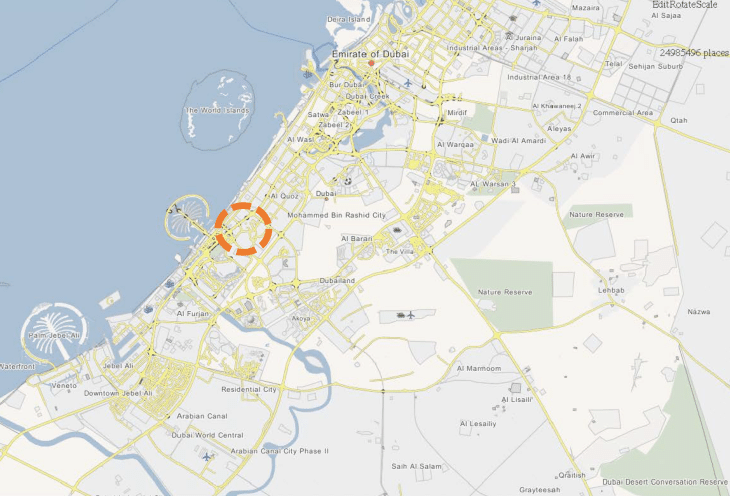 EditRotateScale
Mazaira
Al Sajaa
Deira Island
Al Juraina
Al Falah
Industrial Areas - Sharjah
Emirate of Dubai
24985496 places
Telal
Sehijan Suburb
Industrial Area 18
Bur Dubai
Dubai Creek
The World Islands
Satwa
Zabeel 1
Mirdif
Al Khawaneej 2
Commercial Area
Qtah
Zabeel 2
Aleyas
Al Wasl
Al Warqaa
Wadi Al Amardi
Al Awir
AL Warsan 3
Al Quoz
Dubai
Mohammed Bin Rashid City
Nature Reserve
Al Barari
The Villa
Dubailand
Nature Reserve
Lehbab
Al Furjan
Akoya
Nàzwa
Palm Jebel Ali
Waterfront
Jebel Ali
Al Marmoom
Veneto
Downtown Jebel Ali
Residential City
Al Lisaili
Arabian Canal
Al Lesailiy
Dubai World Central
Arabian Canal City Phase II
Saih Al Salam
Qraitish
Dubai Desert Conservation Reserve
Grayteesah